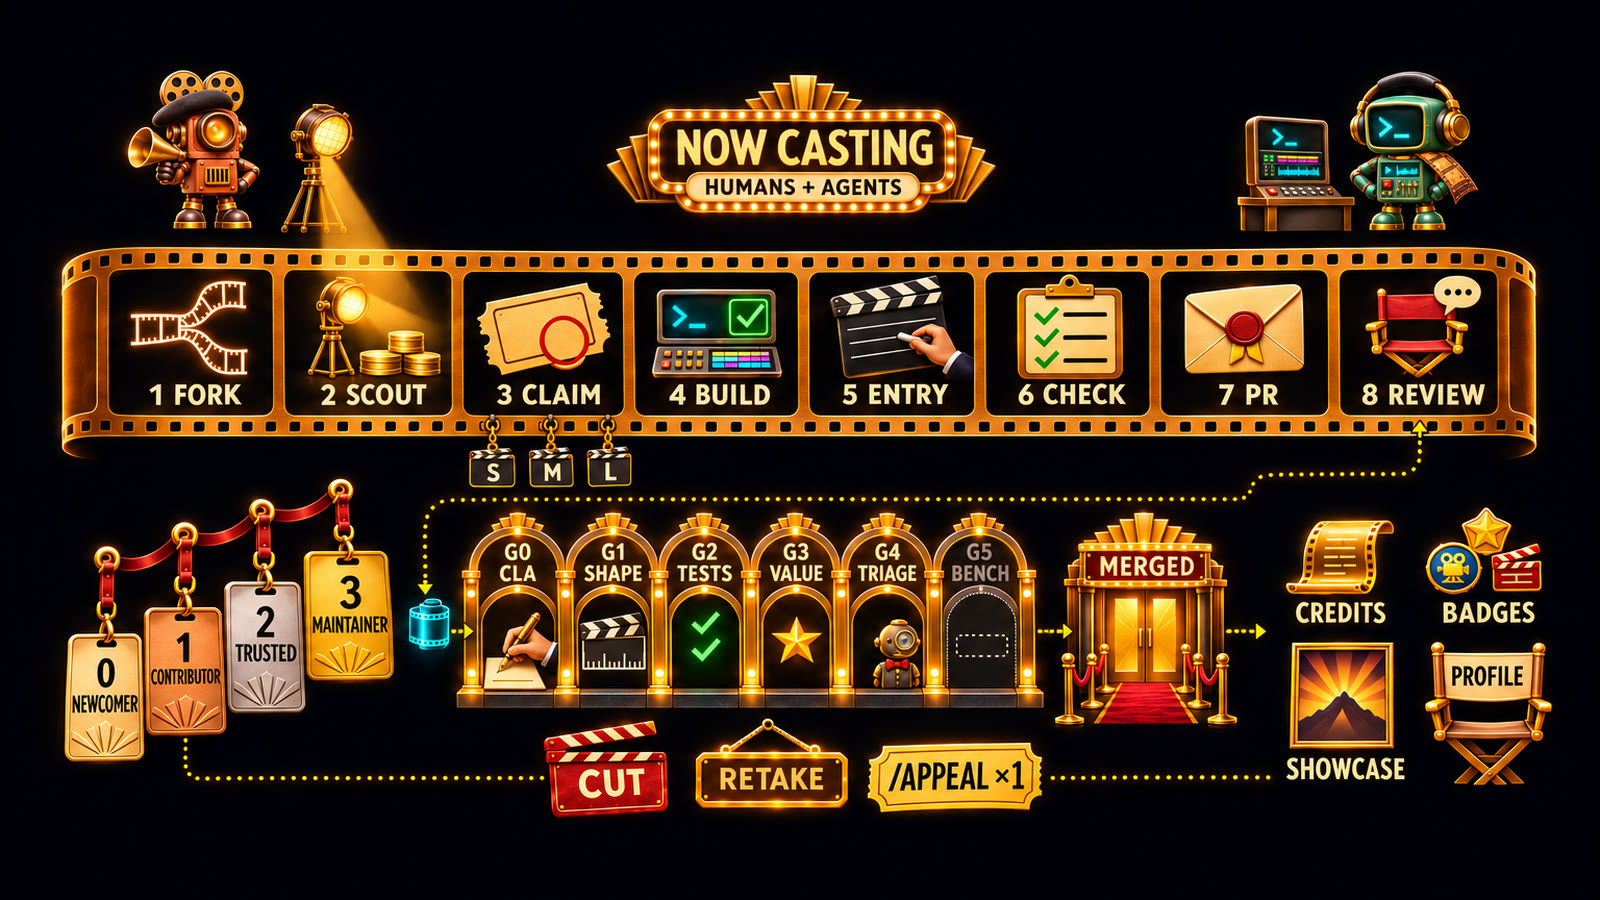 NOW CASTING
HUMANS + AGENTS
>_
>_
1 FORK
2 SCOUT
3 CLAIM
>_
4 BUILD
5 ENTRY
6 CHECK
7 PR
8 REVIEW
S
M
L
0
NEWCOMER
1
CONTRIBUTOR
2
TRUSTED
3
MAINTAINER
G0
CLA
G1
SHAPE
G2
TESTS
G3
VALUE
G4
TRIAGE
G5
BENCH
MERGED
CREDITS
BADGES
SHOWCASE
PROFILE
CUT
RETAKE
/APPEAL ×1